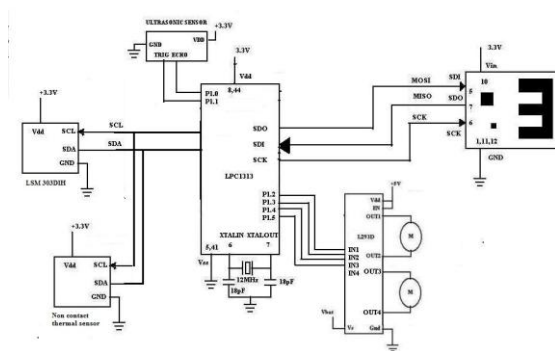 ULTRASONIC SENSOR
+3.3V
GND
VDD
TRIG ECHO
3.3V
Vdd
8,44
P1.0
P1.1
+3.3V
Vdd
SCL
SDA
GND
LSM 303DIH
SCL
SDA
SDO
SDI
SCK
LPC1313
P1.2
P1.3
P1.4
P1.5
XTALIN
XTALOUT
5,41
6
7
Vss
12MHz
18pF
18pF
MOSI
MISO
SCK
SDI
SDO
SCK
3.3V
Vin
10
5
7
6
1,11,12
GND
+3.3V
Vdd
SCL
SDA
GND
Non contact
thermal sensor
Vdd
EN
OUT1
L293D
IN1
IN2
IN3
IN4
OUT2
OUT3
OUT4
M
M
Vbat
Vc
Gnd